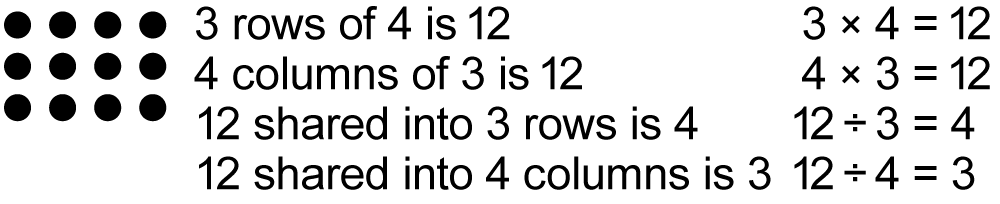 3 rows of 4 is 12 3 × 4 = 12
4 columns of 3 is 12 4 × 3 = 12
12 shared into 3 rows is 4 12 ÷ 3 = 4
12 shared into 4 columns is 3 12 ÷ 4 = 3